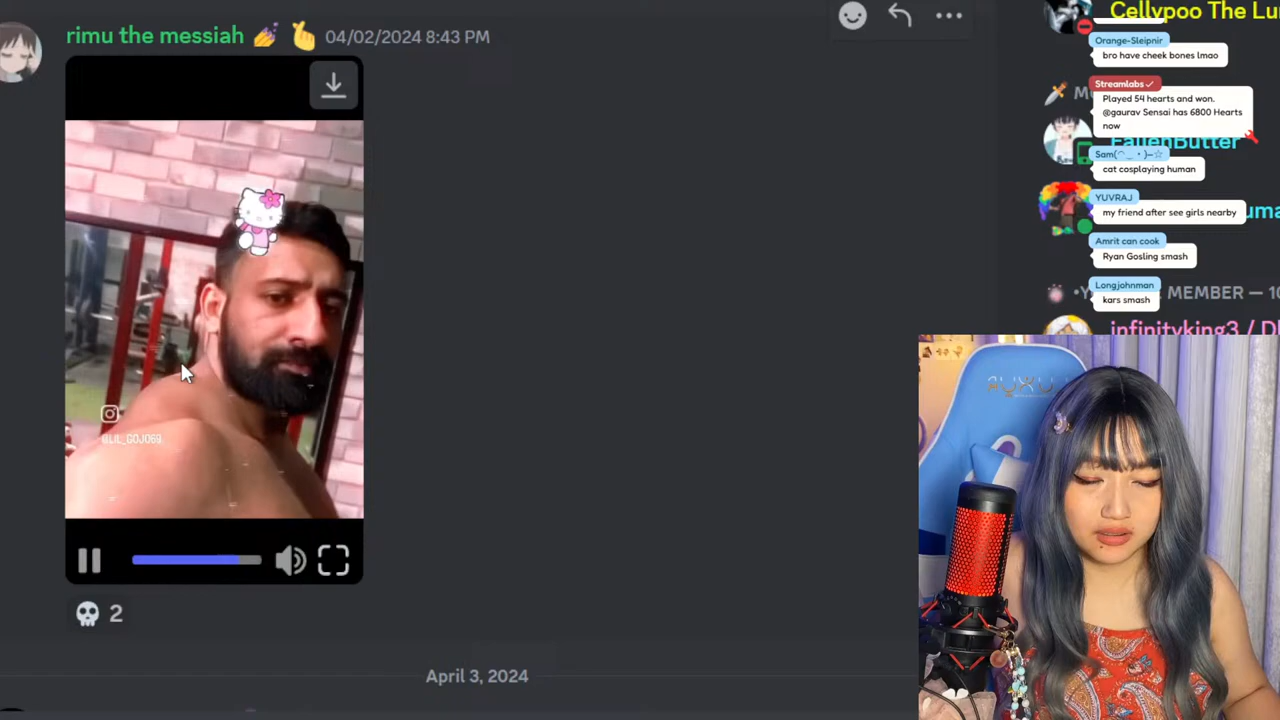 rimu the messiah 💅 🫰 04/02/2024 8:43 PM
@LIL_GOJO69
2
April 3, 2024
Cellypoo The Lu
Orange-Sleipnir
bro have cheek bones lmao
Streamlabs ✓
Played 54 hearts and won.
@gaurav Sensai has 6800 Hearts
now
FallenButter
cat cosplaying human
YUVRAJ
my friend after see girls nearby
Amrit can cook
Ryan Gosling smash
Longjohnman
kars smash
MEMBER — 10
infinityking3 / D